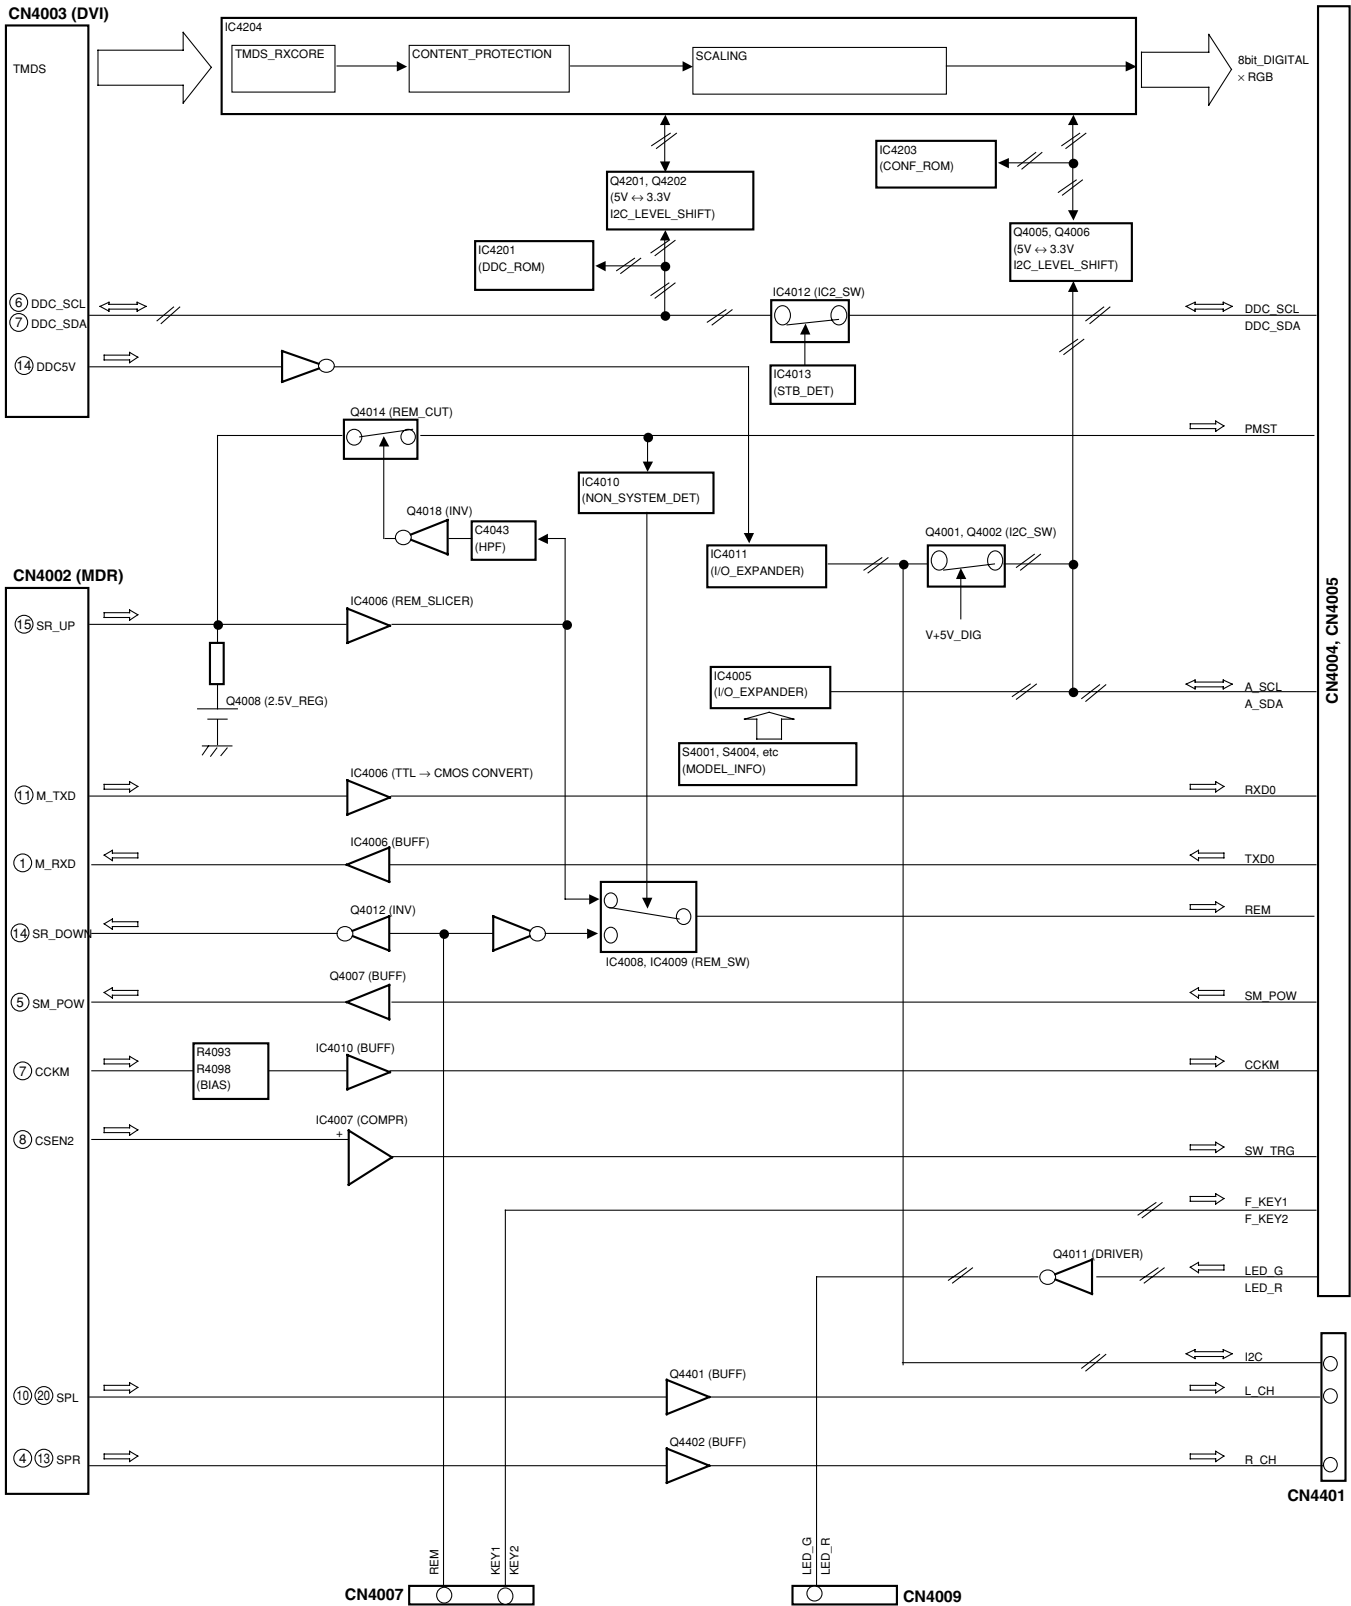 CN4003 (DVI)
IC4204
TMDS_RXCORE
CONTENT_PROTECTION
SCALING
TMDS
8bit_DIGITAL
× RGB
IC4203
(CONF_ROM)
Q4201, Q4202
(5V ↔ 3.3V
I2C_LEVEL_SHIFT)
Q4005, Q4006
(5V ↔ 3.3V
I2C_LEVEL_SHIFT)
IC4201
(DDC_ROM)
6 DDC_SCL
7 DDC_SDA
IC4012 (IC2_SW)
DDC_SCL
DDC_SDA
14 DDC5V
IC4013
(STB_DET)
Q4014 (REM_CUT)
PMST
IC4010
(NON_SYSTEM_DET)
Q4018 (INV)
C4043
(HPF)
Q4001, Q4002 (I2C_SW)
IC4011
(I/O_EXPANDER)
V+5V_DIG
CN4004, CN4005
CN4002 (MDR)
15 SR_UP
IC4006 (REM_SLICER)
Q4008 (2.5V_REG)
IC4005
(I/O_EXPANDER)
A_SCL
A_SDA
S4001, S4004, etc
(MODEL_INFO)
11 M_TXD
IC4006 (TTL → CMOS CONVERT)
RXD0
1 M_RXD
IC4006 (BUFF)
TXD0
14 SR_DOWN
Q4012 (INV)
REM
IC4008, IC4009 (REM_SW)
5 SM_POW
Q4007 (BUFF)
SM_POW
7 CCKM
R4093
R4098
(BIAS)
IC4010 (BUFF)
CCKM
8 CSEN2
IC4007 (COMPR)
+
SW_TRG
F_KEY1
F_KEY2
Q4011 (DRIVER)
LED_G
LED_R
I2C
10 20 SPL
Q4401 (BUFF)
L_CH
4 13 SPR
Q4402 (BUFF)
R_CH
CN4401
REM
KEY1
KEY2
LED_G
LED_R
CN4007
CN4009